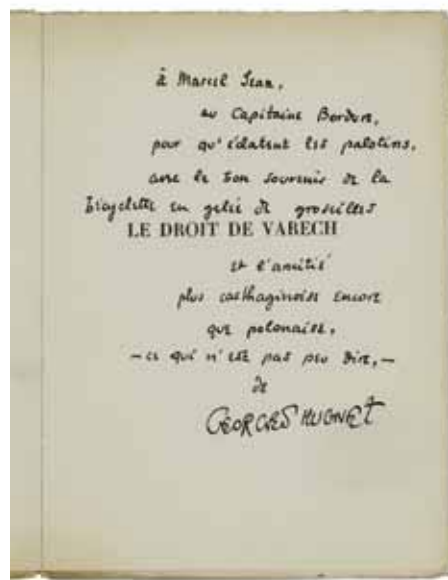 à Marcel Jean,
au Capitaine Bordure,
pour qu'éclatent les palotins,
avec le bon souvenir de la
bicyclette en gelée de groseilles
LE DROIT DE VARECH
et l'amitié
plus carthaginoise encore
que polonaise,
— ce qui n'est pas peu dire, —
de
GEORGES HUGNET